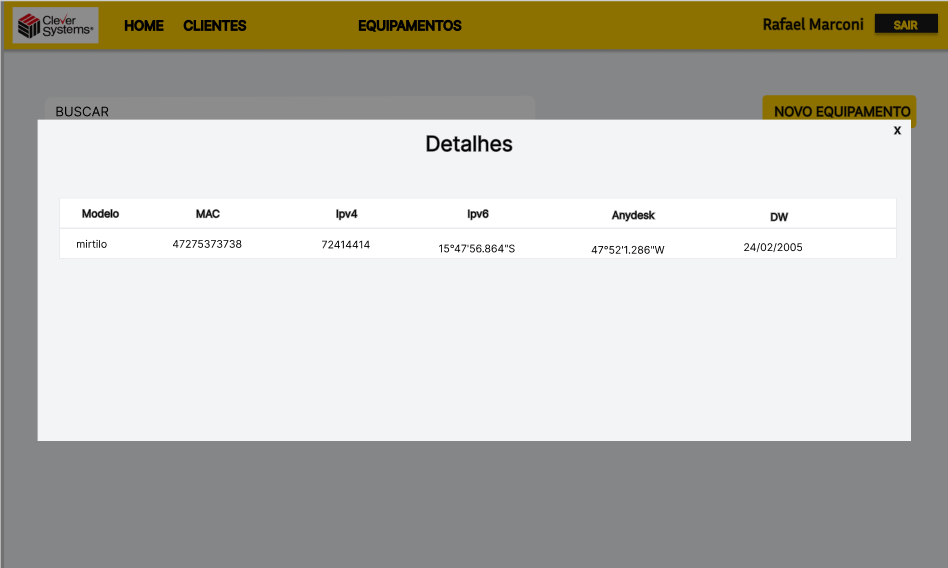 Clever
Systems®
HOME CLIENTES EQUIPAMENTOS Rafael Marconi SAIR
BUSCAR NOVO EQUIPAMENTO
x
Detalhes
Modelo MAC Ipv4 Ipv6 Anydesk DW
mirtilo 47275373738 72414414 15°47'56.864"S 47°52'1.286"W 24/02/2005